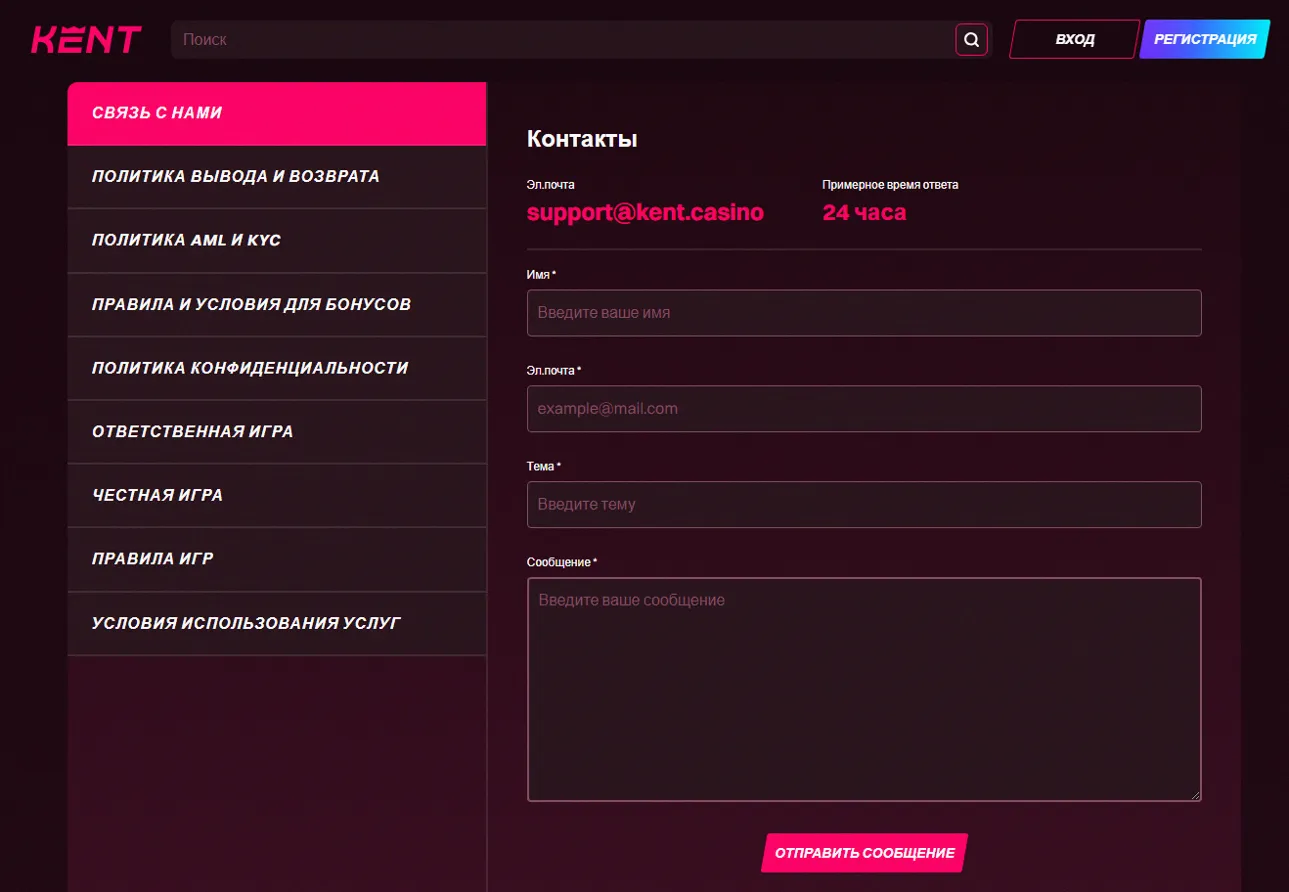 KENT
Поиск
ВХОД
РЕГИСТРАЦИЯ
СВЯЗЬ С НАМИ
ПОЛИТИКА ВЫВОДА И ВОЗВРАТА
ПОЛИТИКА AML И KYC
ПРАВИЛА И УСЛОВИЯ ДЛЯ БОНУСОВ
ПОЛИТИКА КОНФИДЕНЦИАЛЬНОСТИ
ОТВЕТСТВЕННАЯ ИГРА
ЧЕСТНАЯ ИГРА
ПРАВИЛА ИГР
УСЛОВИЯ ИСПОЛЬЗОВАНИЯ УСЛУГ
Контакты
Эл.почта
support@kent.casino
Примерное время ответа
24 часа
Имя *
Введите ваше имя
Эл.почта *
example@mail.com
Тема *
Введите тему
Сообщение *
Введите ваше сообщение
ОТПРАВИТЬ СООБЩЕНИЕ